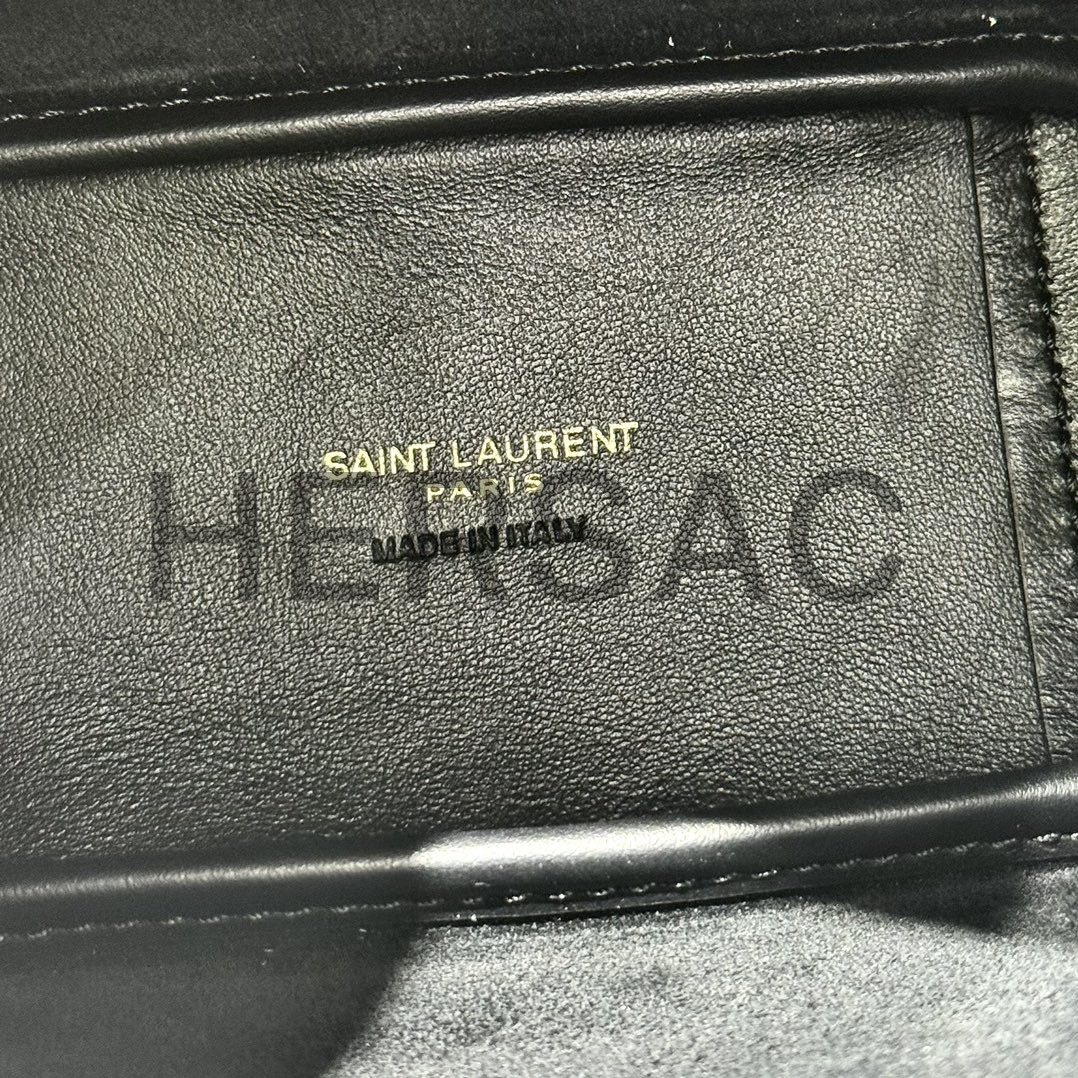 SAINT LAURENT
PARIS
MADE IN ITALY
HERSAC